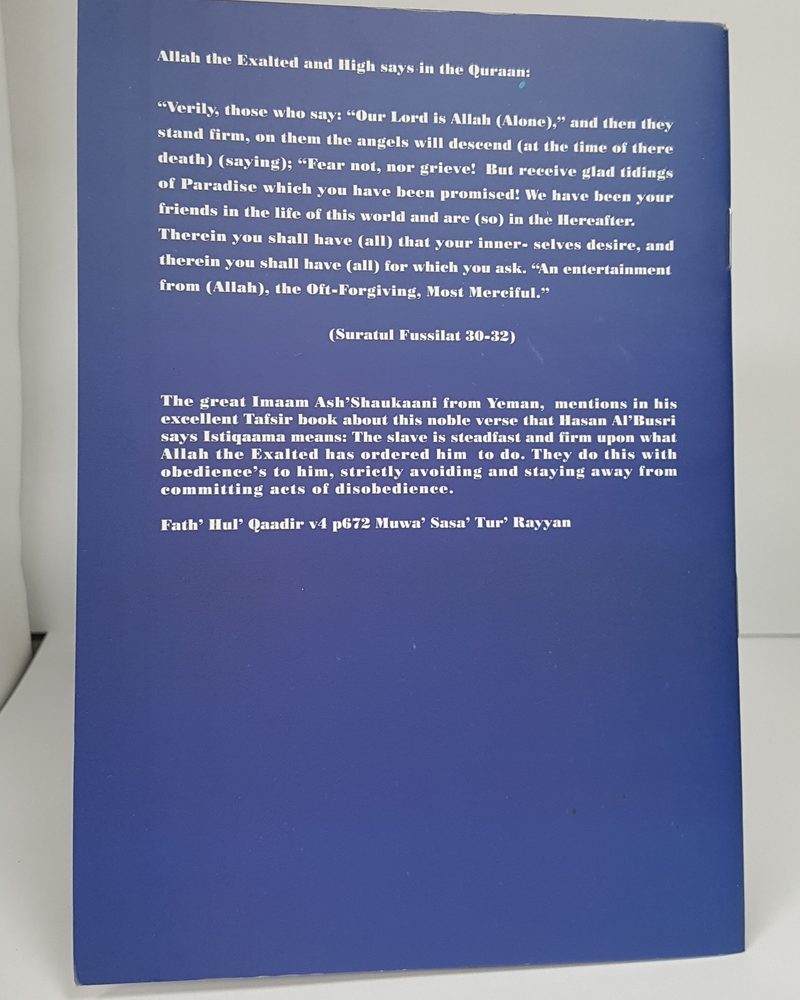 Allah the Exalted and High says in the Quraan:
“Verily, those who say: “Our Lord is Allah (Alone),” and then they
stand firm, on them the angels will descend (at the time of there
death) (saying); “Fear not, nor grieve! But receive glad tidings
of Paradise which you have been promised! We have been your
friends in the life of this world and are (so) in the Hereafter.
Therein you shall have (all) that your inner- selves desire, and
therein you shall have (all) for which you ask. “An entertainment
from (Allah), the Oft-Forgiving, Most Merciful.”
(Suratul Fussilat 30-32)
The great Imaam Ash’Shaukaani from Yeman, mentions in his
excellent Tafsir book about this noble verse that Hasan Al’Busri
says Istiqaama means: The slave is steadfast and firm upon what
Allah the Exalted has ordered him to do. They do this with
obedience’s to him, strictly avoiding and staying away from
committing acts of disobedience.
Fath’ Hul’ Qaadir v4 p672 Muwa’ Sasa’ Tur’ Rayyan